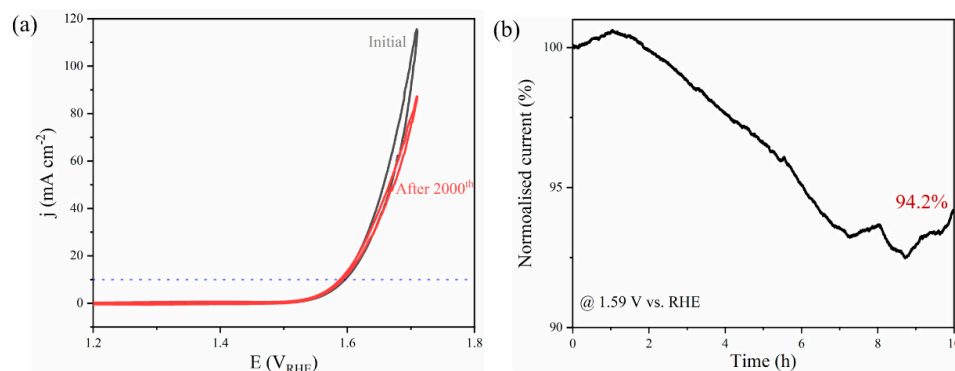 (a)
120
100
80
60
40
20
0
j (mA cm⁻²)
Initial
After 2000ᵗʰ
1.2
1.4
1.6
1.8
E (V_RHE)
(b)
100
95
90
Normoalised current (%)
94.2%
@ 1.59 V vs. RHE
0
2
4
6
8
10
Time (h)